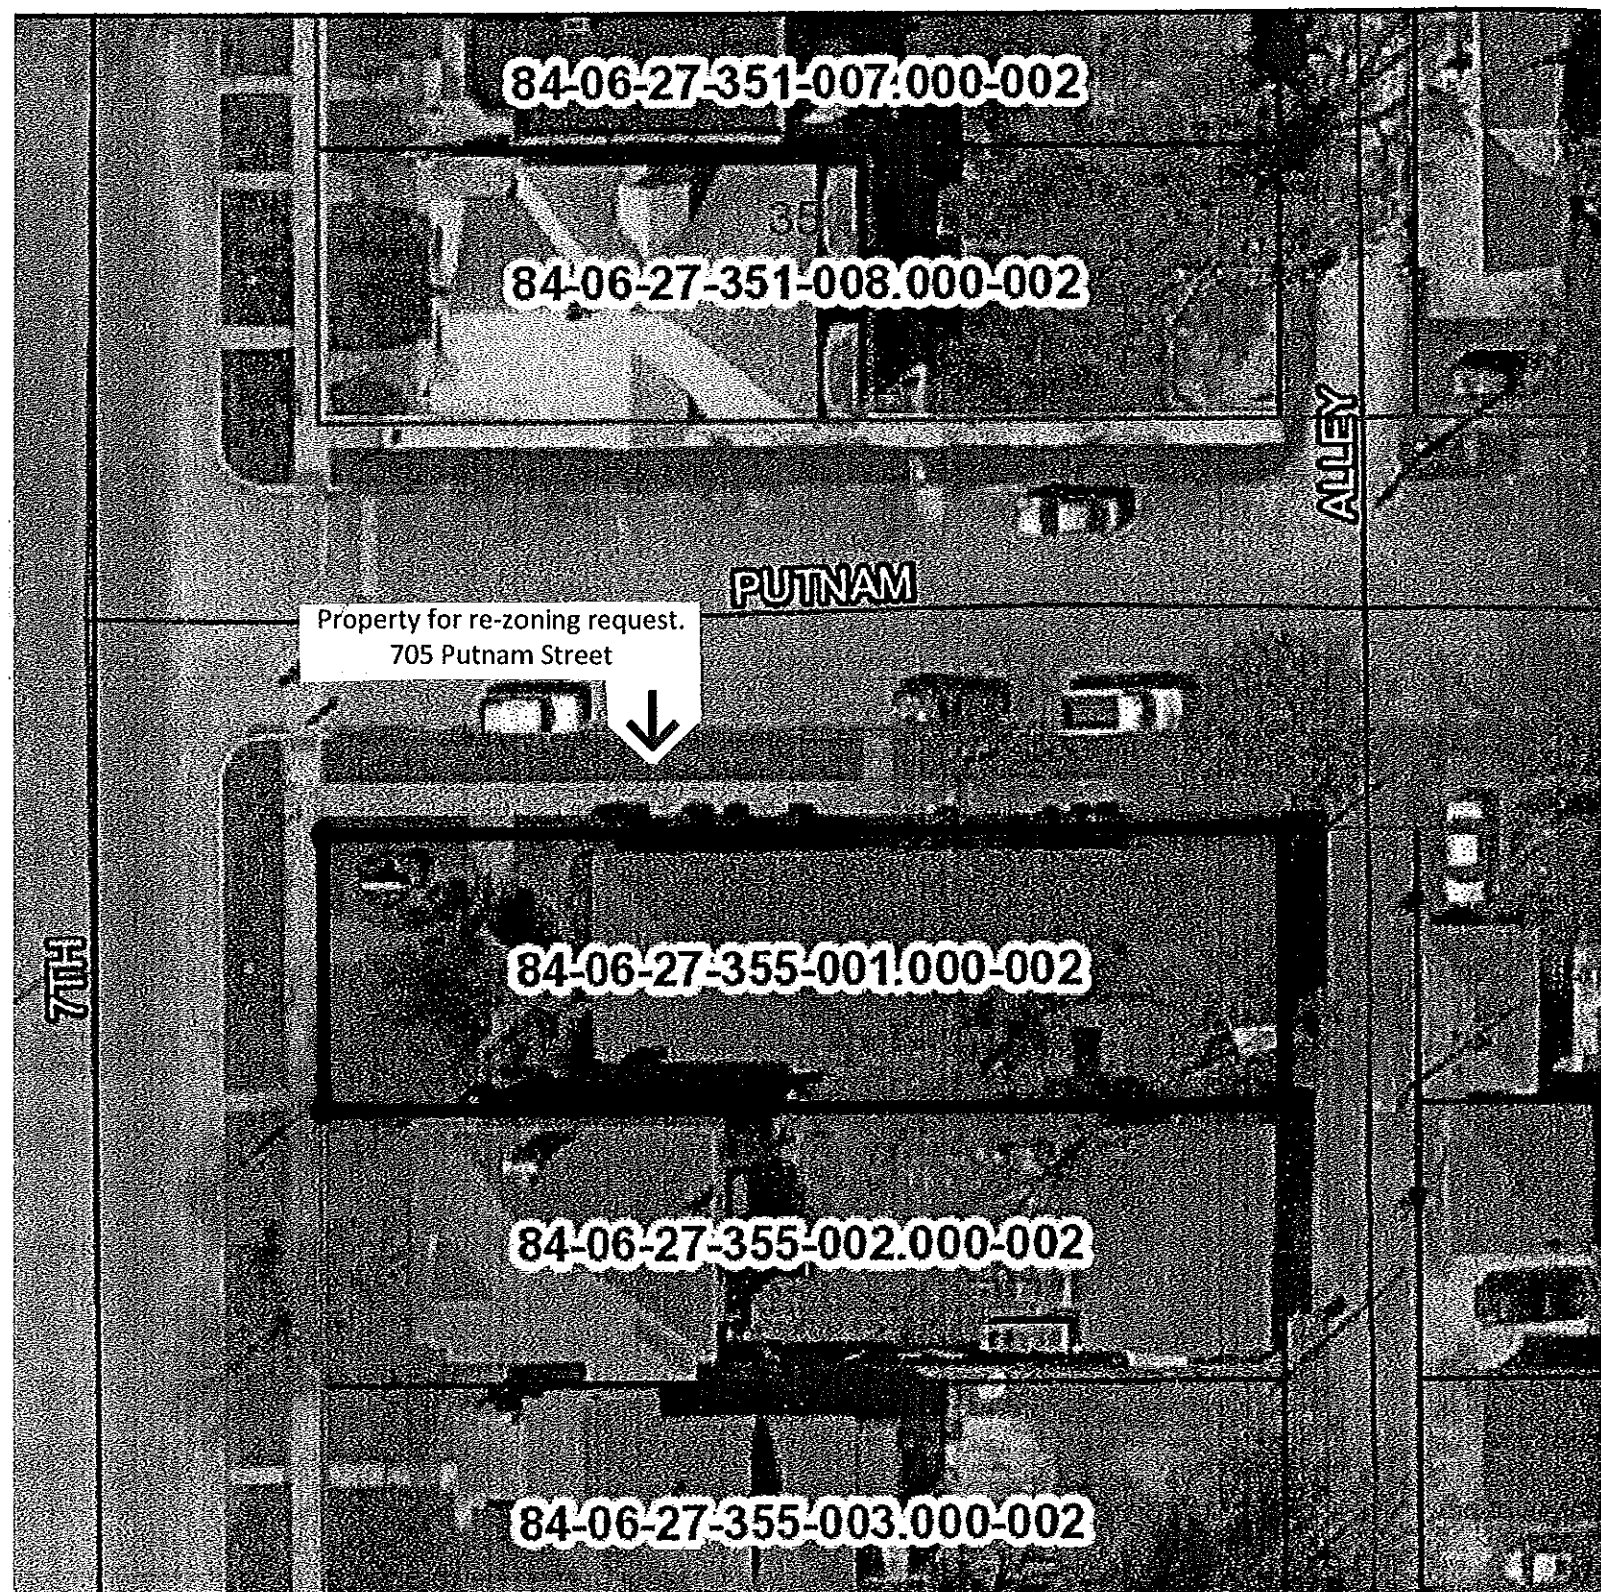 84-06-27-351-007.000-002
35
84-06-27-351-008.000-002
ALLEY
PUTNAM
Property for re-zoning request.
705 Putnam Street
84-06-27-355-001.000-002
7TH
84-06-27-355-002.000-002
84-06-27-355-003.000-002